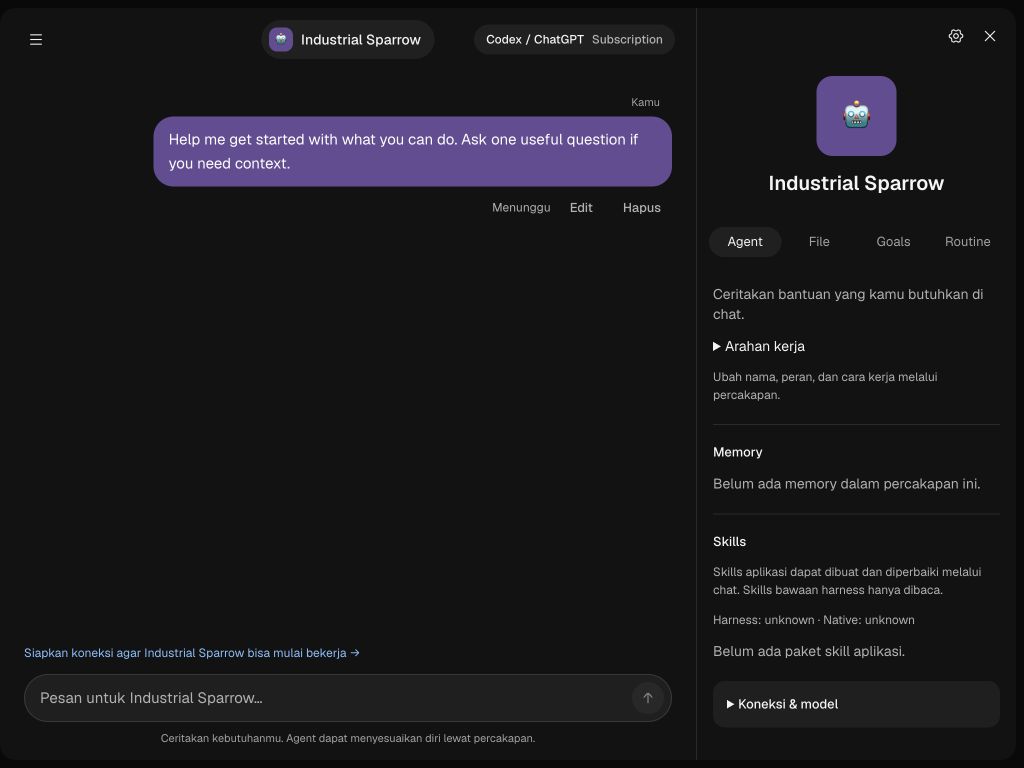 Industrial Sparrow
Codex / ChatGPT Subscription
Kamu
Help me get started with what you can do. Ask one useful question if
you need context.
Menunggu Edit Hapus
Siapkan koneksi agar Industrial Sparrow bisa mulai bekerja →
Pesan untuk Industrial Sparrow...
Ceritakan kebutuhanmu. Agent dapat menyesuaikan diri lewat percakapan.
Industrial Sparrow
Agent File Goals Routine
Ceritakan bantuan yang kamu butuhkan di
chat.
Arahan kerja
Ubah nama, peran, dan cara kerja melalui
percakapan.
Memory
Belum ada memory dalam percakapan ini.
Skills
Skills aplikasi dapat dibuat dan diperbaiki melalui
chat. Skills bawaan harness hanya dibaca.
Harness: unknown · Native: unknown
Belum ada paket skill aplikasi.
Koneksi & model